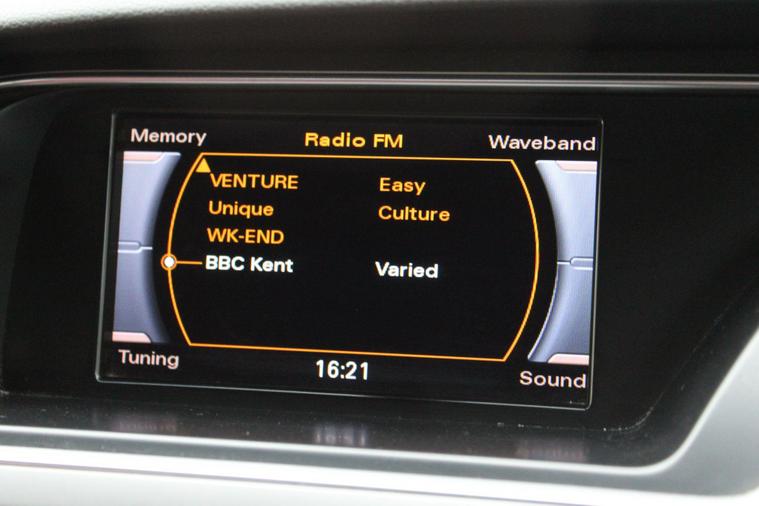 Memory Radio FM Waveband
VENTURE Easy
Unique Culture
WK-END
BBC Kent Varied
Tuning 16:21 Sound